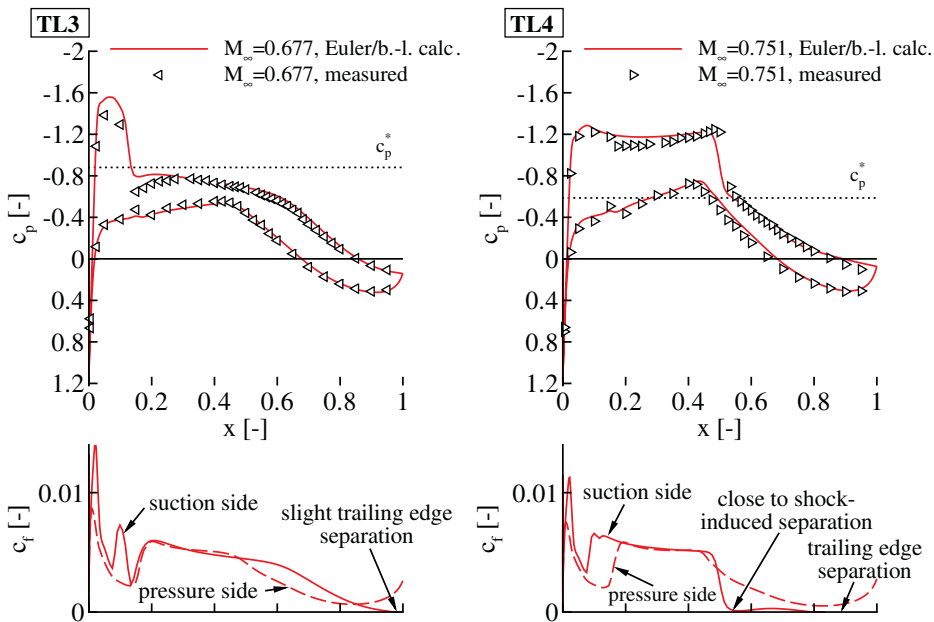 TL3
M∞=0.677, Euler/b.-l. calc.
M∞=0.677, measured
-2
-1.6
-1.2
-0.8
-0.4
0
0.4
0.8
1.2
cp [-]
cp*
0 0.2 0.4 0.6 0.8 1
x [-]
0.01
0
cf [-]
suction side
pressure side
slight trailing edge
separation
TL4
M∞=0.751, Euler/b.-l. calc.
M∞=0.751, measured
-2
-1.6
-1.2
-0.8
-0.4
0
0.4
0.8
1.2
cp [-]
cp*
0 0.2 0.4 0.6 0.8 1
x [-]
0.01
0
cf [-]
suction side
pressure side
close to shock-
induced separation
trailing edge
separation